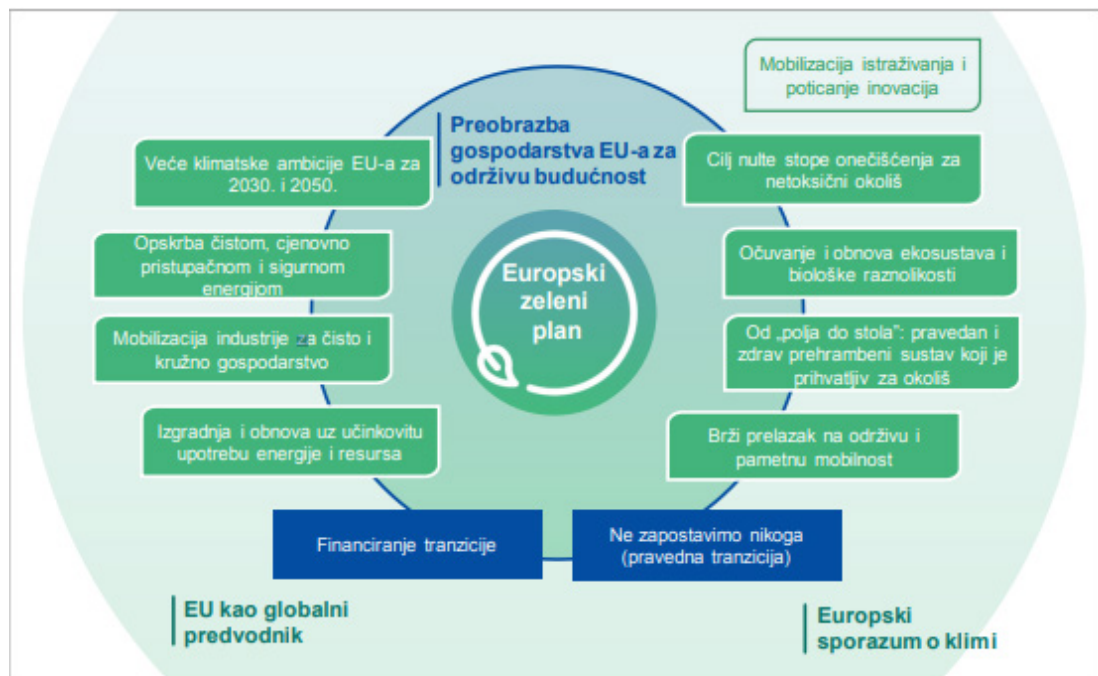 Mobilizacija istraživanja i
poticanje inovacija
Preobrazba
gospodarstva EU-a za
održivu budućnost
Veće klimatske ambicije EU-a za
2030. i 2050.
Cilj nulte stope onečišćenja za
netoksični okoliš
Opskrba čistom, cjenovno
pristupačnom i sigurnom
energijom
Očuvanje i obnova ekosustava i
biološke raznolikosti
Europski
zeleni
plan
Mobilizacija industrije za čisto i
kružno gospodarstvo
Od „polja do stola”: pravedan i
zdrav prehrambeni sustav koji je
prihvatljiv za okoliš
Izgradnja i obnova uz učinkovitu
upotrebu energije i resursa
Brži prelazak na održivu i
pametnu mobilnost
Financiranje tranzicije
Ne zapostavimo nikoga
(pravedna tranzicija)
EU kao globalni
predvodnik
Europski
sporazum o klimi